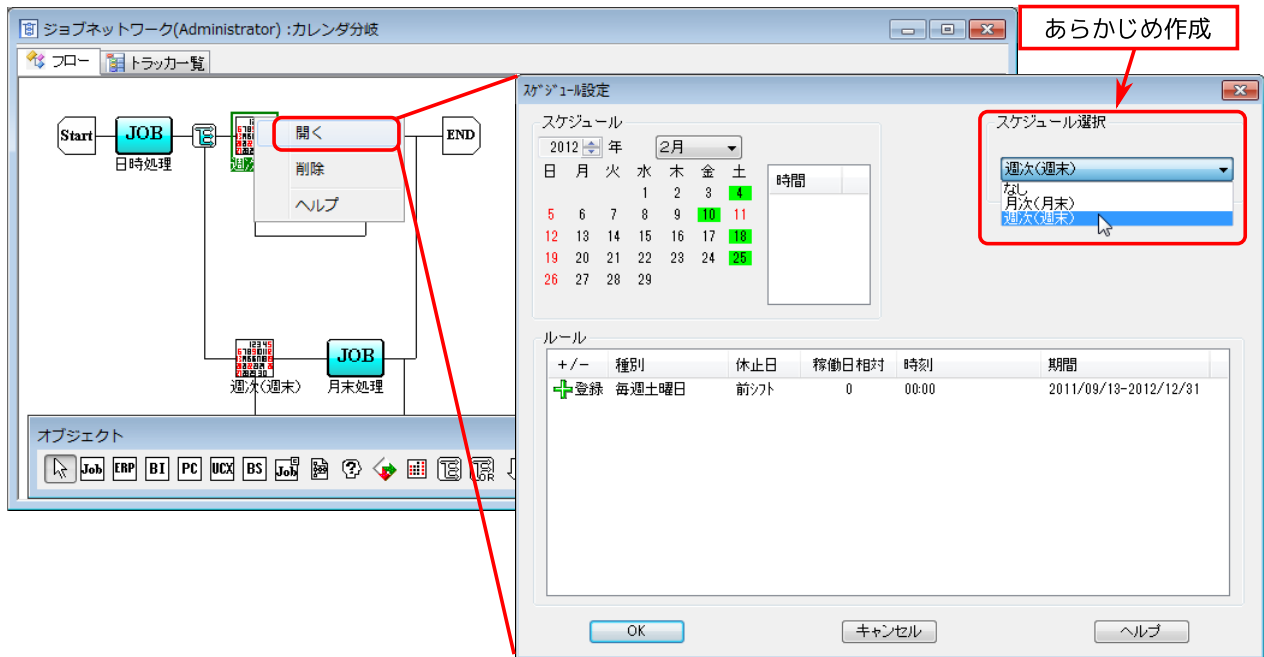 ジョブネットワーク(Administrator) :カレンダ分岐
フロー
トラッカ一覧
Start
JOB
日時処理
END
開く
削除
ヘルプ
週次(週末)
JOB
月末処理
オブジェクト
Job ERP BI PC UCX BS Job
OR
あらかじめ作成
スケジュール設定
スケジュール
2012 年 2月
日 月 火 水 木 金 土
1 2 3 4
5 6 7 8 9 10 11
12 13 14 15 16 17 18
19 20 21 22 23 24 25
26 27 28 29
時間
スケジュール選択
週次(週末)
なし
月次(月末)
週次(週末)
ルール
+/- 種別 休止日 稼働日相対 時刻 期間
登録 毎週土曜日 前シフト 0 00:00 2011/09/13-2012/12/31
OK
キャンセル
ヘルプ